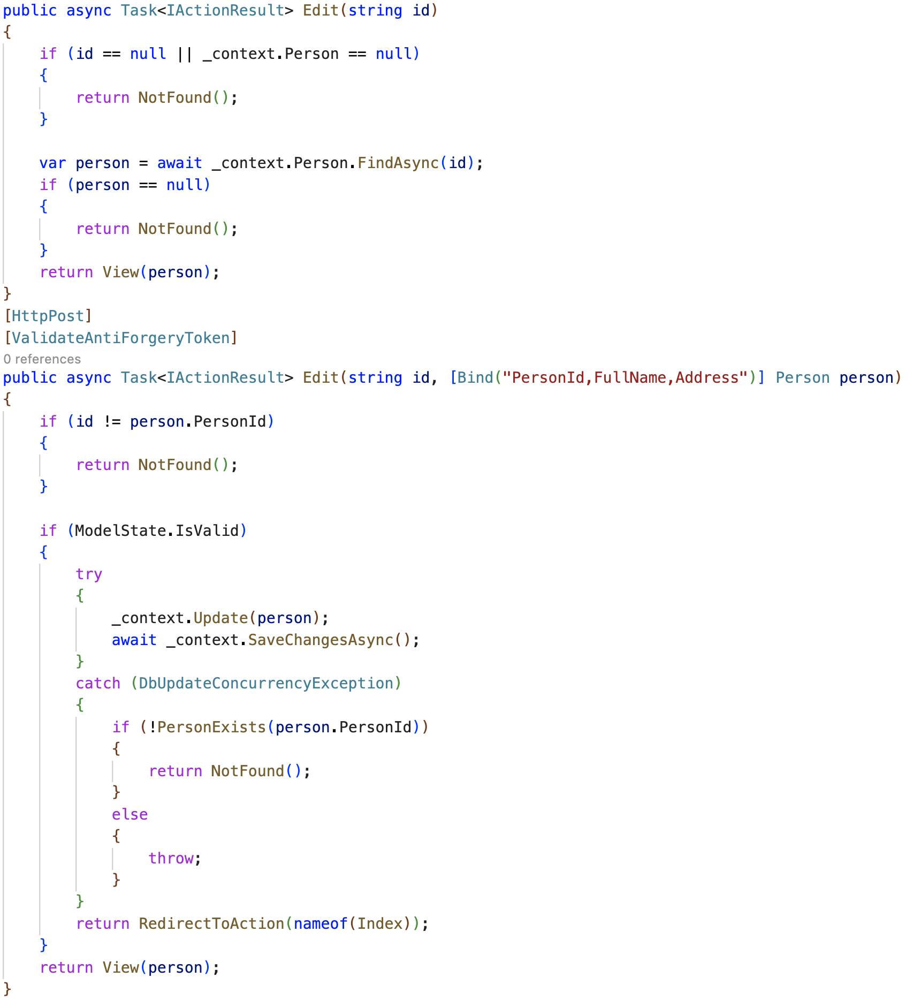 public async Task<IActionResult> Edit(string id)
{
    if (id == null || _context.Person == null)
    {
        return NotFound();
    }

    var person = await _context.Person.FindAsync(id);
    if (person == null)
    {
        return NotFound();
    }
    return View(person);
}
[HttpPost]
[ValidateAntiForgeryToken]
0 references
public async Task<IActionResult> Edit(string id, [Bind("PersonId,FullName,Address")] Person person)
{
    if (id != person.PersonId)
    {
        return NotFound();
    }

    if (ModelState.IsValid)
    {
        try
        {
            _context.Update(person);
            await _context.SaveChangesAsync();
        }
        catch (DbUpdateConcurrencyException)
        {
            if (!PersonExists(person.PersonId))
            {
                return NotFound();
            }
            else
            {
                throw;
            }
        }
        return RedirectToAction(nameof(Index));
    }
    return View(person);
}